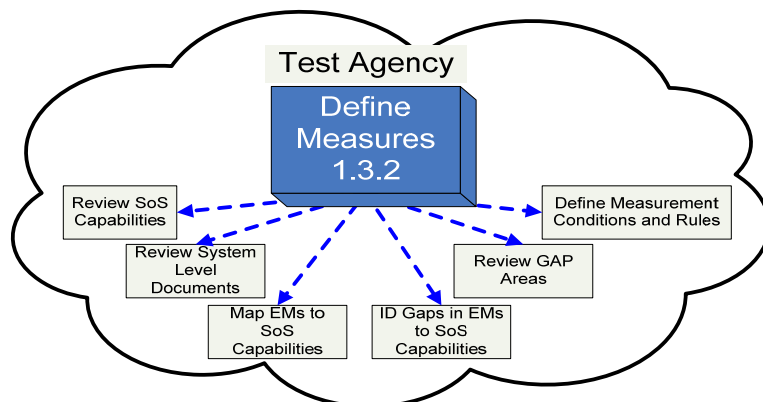 Test Agency
Define
Measures
1.3.2
Review SoS
Capabilities
Define Measurement
Conditions and Rules
Review System
Level
Documents
Review GAP
Areas
Map EMs to
SoS
Capabilities
ID Gaps in EMs
to SoS
Capabilities